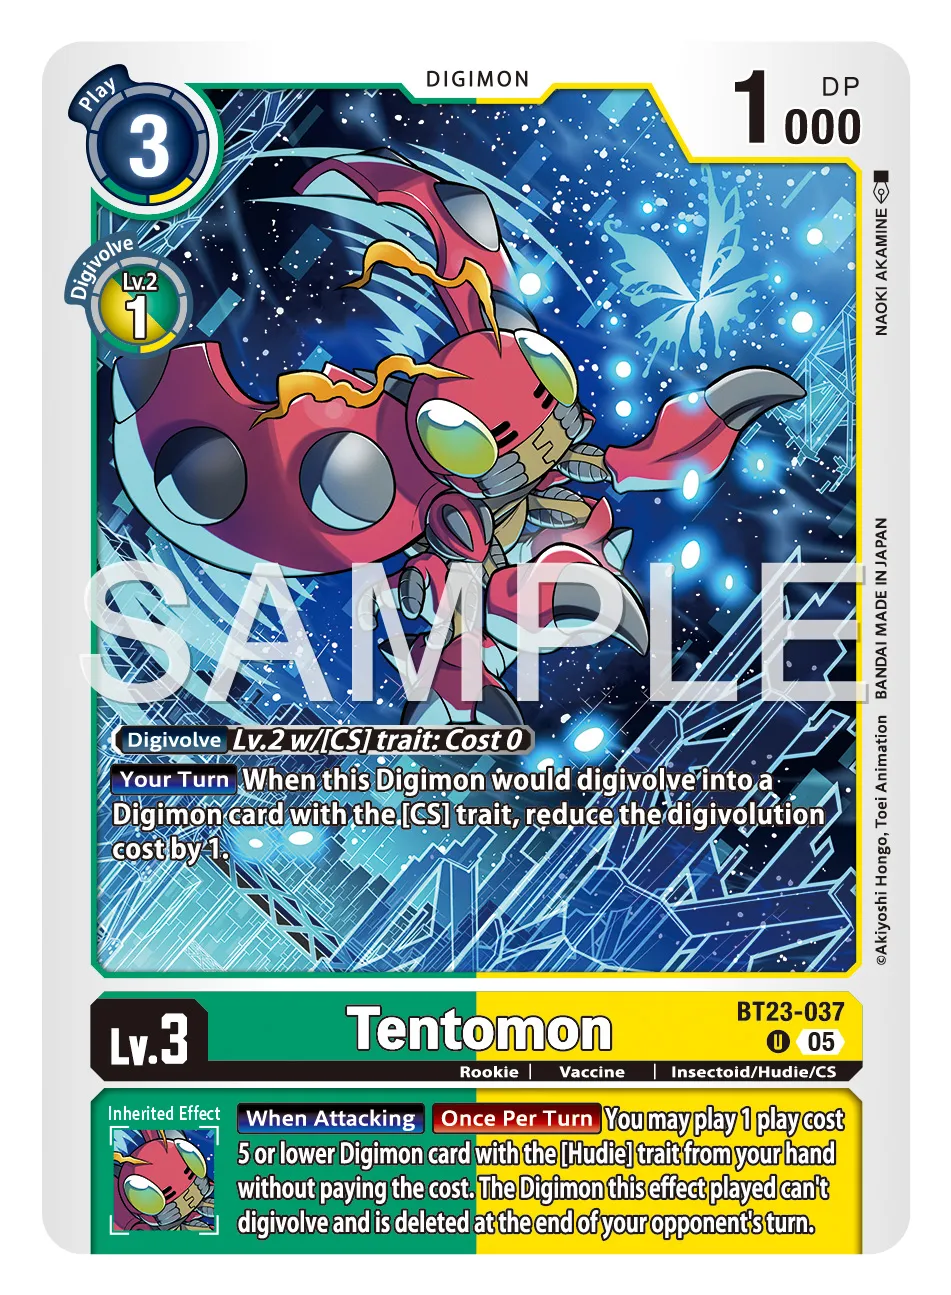 DIGIMON
Play
3
DP
1000
Digivolve
Lv.2
1
NAOKI AKAMINE
BANDAI MADE IN JAPAN
©Akiyoshi Hongo, Toei Animation
SAMPLE
Digivolve Lv.2 w/[CS] trait: Cost 0
Your Turn When this Digimon would digivolve into a
Digimon card with the [CS] trait, reduce the digivolution
cost by 1.
Lv.3
Tentomon
BT23-037
U 05
Rookie | Vaccine | Insectoid/Hudie/CS
Inherited Effect
When Attacking Once Per Turn You may play 1 play cost
5 or lower Digimon card with the [Hudie] trait from your hand
without paying the cost. The Digimon this effect played can't
digivolve and is deleted at the end of your opponent's turn.